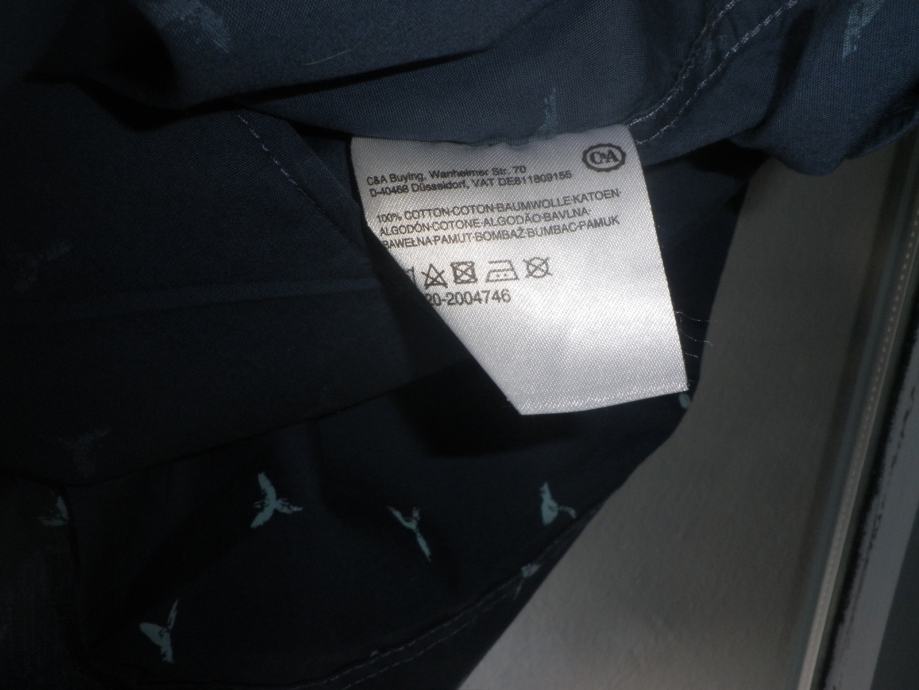 C&A
C&A Buying, Wanheimer Str. 70
D-40468 Düsseldorf, VAT DE811809155
100% COTTON·COTON·BAUMWOLLE·KATOEN·
ALGODÓN·COTONE·ALGODÃO·BAVLNA·
BAWEŁNA·PAMUT·BOMBAŽ·BUMBAC·PAMUK
20-2004746